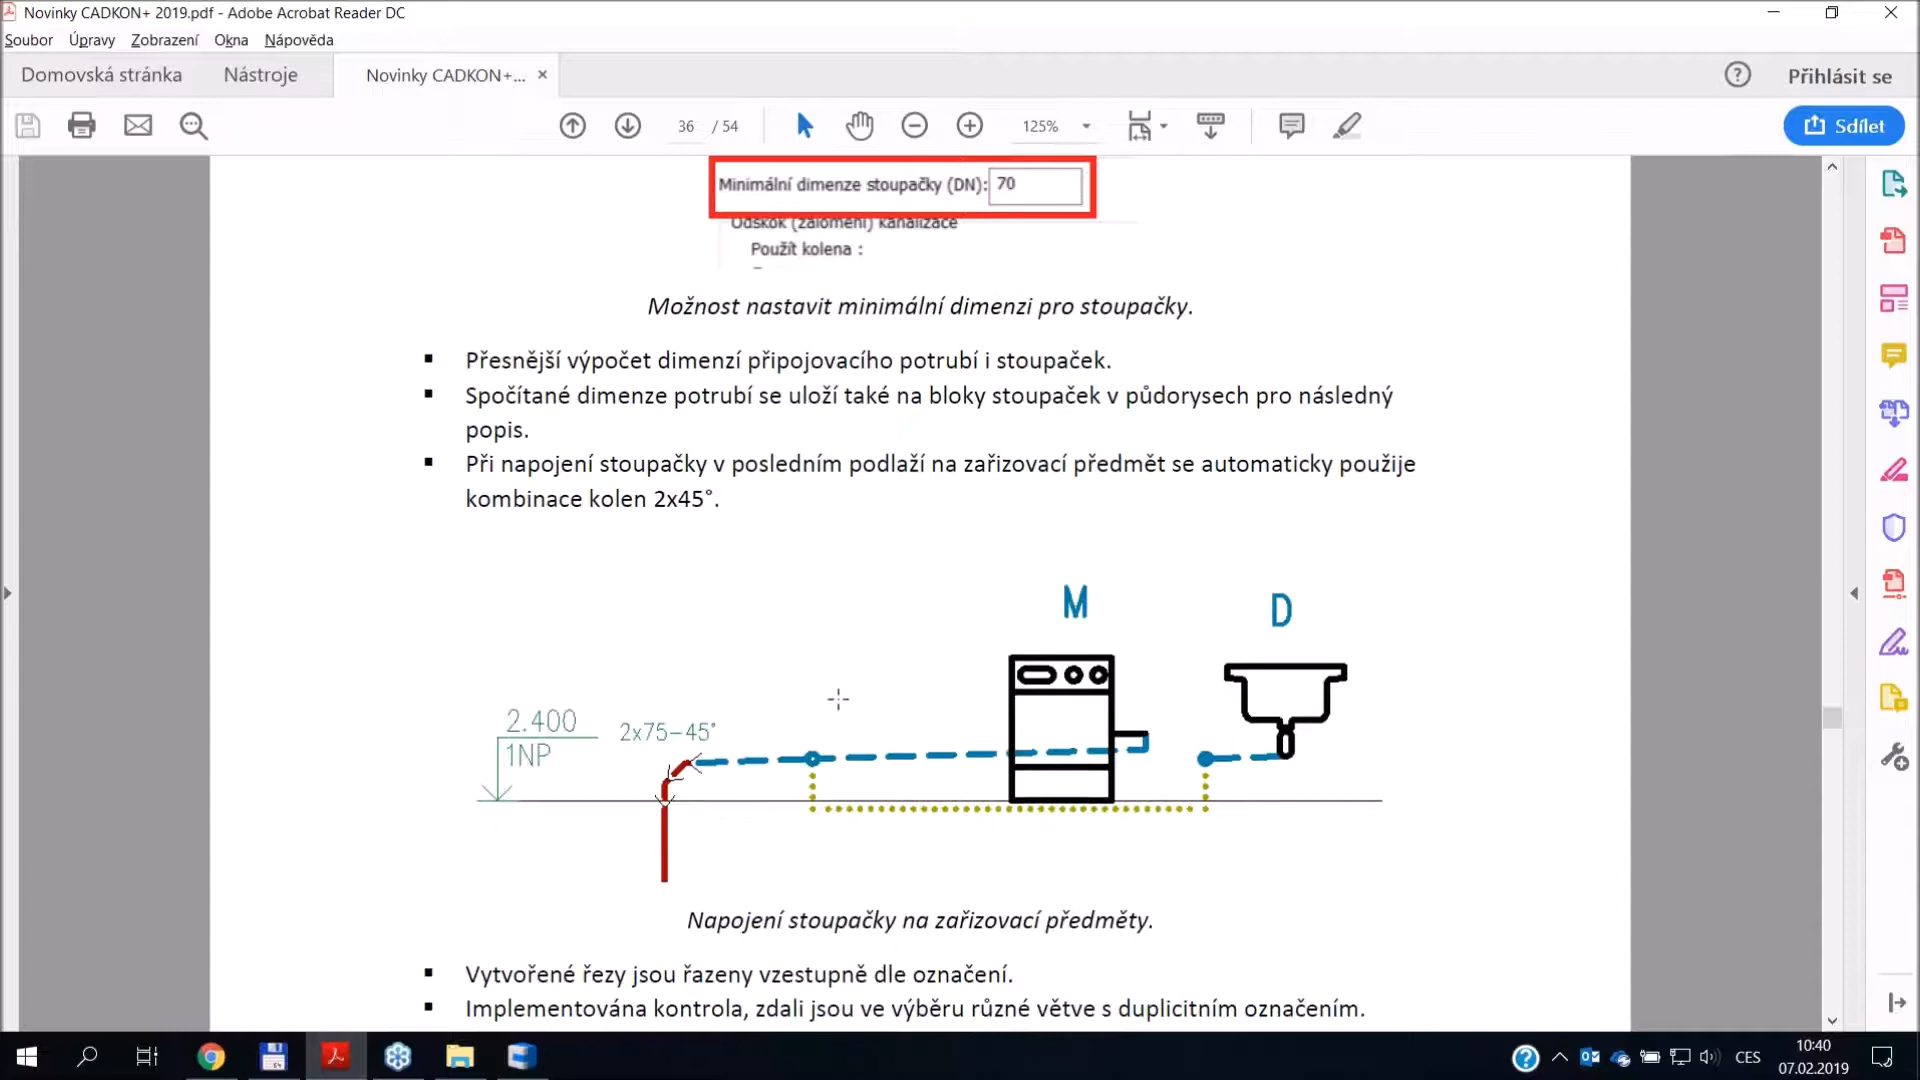 Novinky CADKON+ 2019.pdf - Adobe Acrobat Reader DC
Soubor Úpravy Zobrazení Okna Nápověda
Domovská stránka Nástroje Novinky CADKON+... × Přihlásit se
36 / 54 125% Sdílet
Minimální dimenze stoupačky (DN): 70
Odskok (zalomení) kanalizace
Použít kolena :
Možnost nastavit minimální dimenzi pro stoupačky.
▪ Přesnější výpočet dimenzí připojovacího potrubí i stoupaček.
▪ Spočítané dimenze potrubí se uloží také na bloky stoupaček v půdorysech pro následný
popis.
▪ Při napojení stoupačky v posledním podlaží na zařizovací předmět se automaticky použije
kombinace kolen 2x45°.
M D
2.400 2x75-45°
1NP
Napojení stoupačky na zařizovací předměty.
▪ Vytvořené řezy jsou řazeny vzestupně dle označení.
▪ Implementována kontrola, zdali jsou ve výběru různé větve s duplicitním označením.
CES
10:40
07.02.2019